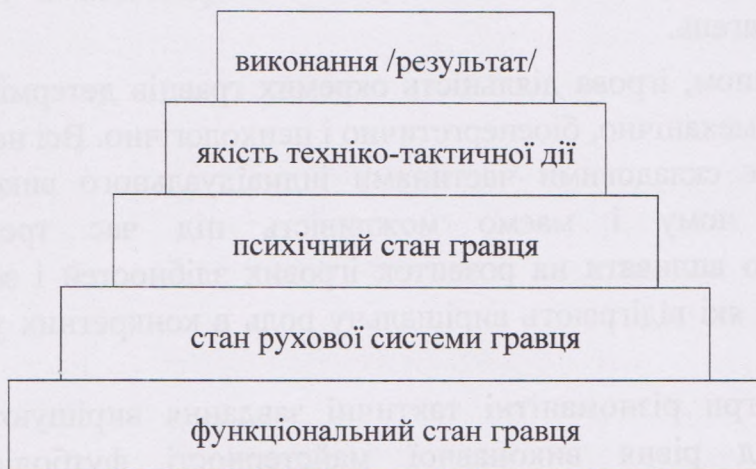 виконання /результат/
якість техніко-тактичної дії
психічний стан гравця
стан рухової системи гравця
функціональний стан гравця